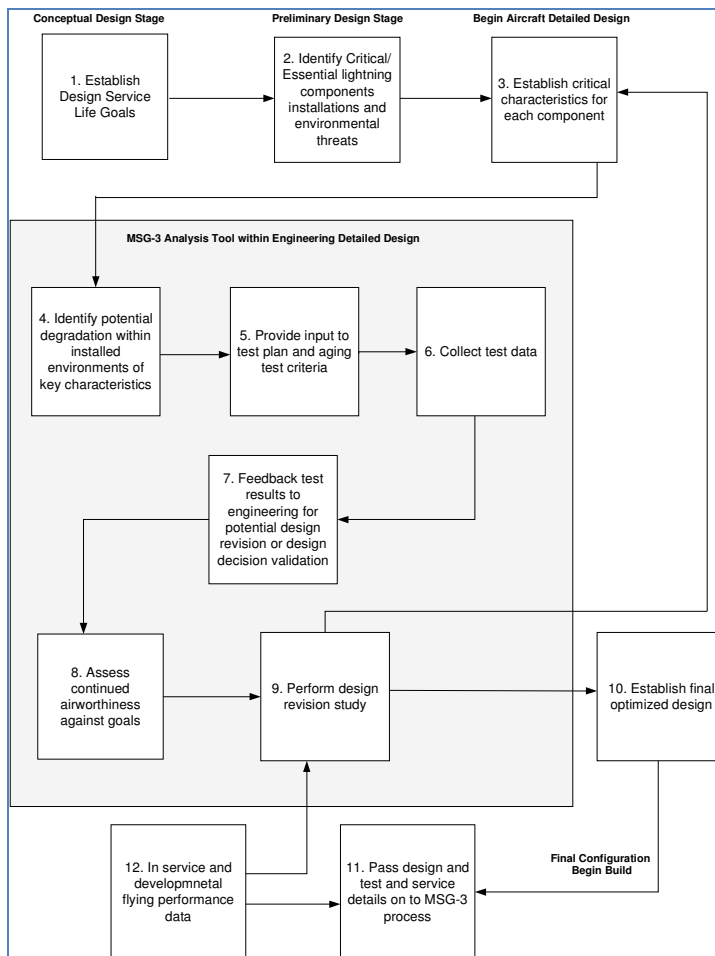 Conceptual Design Stage
Preliminary Design Stage
Begin Aircraft Detailed Design
1. Establish
Design Service
Life Goals
2. Identify Critical/
Essential lightning
components
installations and
environmental
threats
3. Establish critical
characteristics for
each component
MSG-3 Analysis Tool within Engineering Detailed Design
4. Identify potential
degradation within
installed
environments of
key characteristics
5. Provide input to
test plan and aging
test criteria
6. Collect test data
7. Feedback test
results to
engineering for
potential design
revision or design
decision validation
8. Assess
continued
airworthiness
against goals
9. Perform design
revision study
10. Establish final
optimized design
12. In service and
developmnetal
flying performance
data
11. Pass design and
test and service
details on to MSG-3
process
Final Configuration
Begin Build